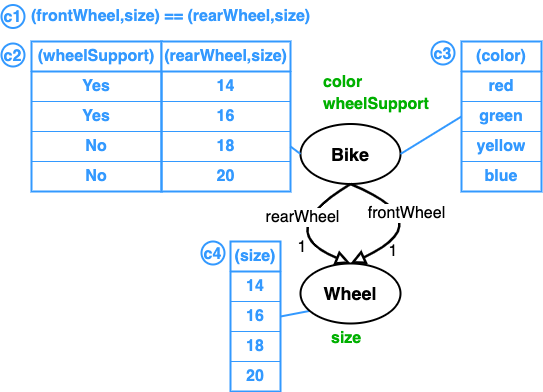 c1 (frontWheel,size) == (rearWheel,size)
c2 (wheelSupport) (rearWheel,size)
Yes 14
Yes 16
No 18
No 20
c3 (color)
red
green
yellow
blue
color
wheelSupport
Bike
rearWheel frontWheel
1 1
c4 (size)
14
16
18
20
Wheel
size